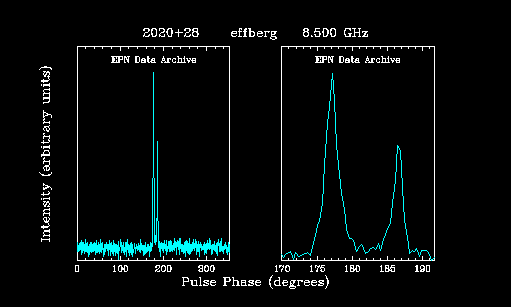 2020+28 effberg 8.500 GHz
EPN Data Archive EPN Data Archive
Intensity (arbitrary units)
0 100 200 300 170 175 180 185 190
Pulse Phase (degrees)